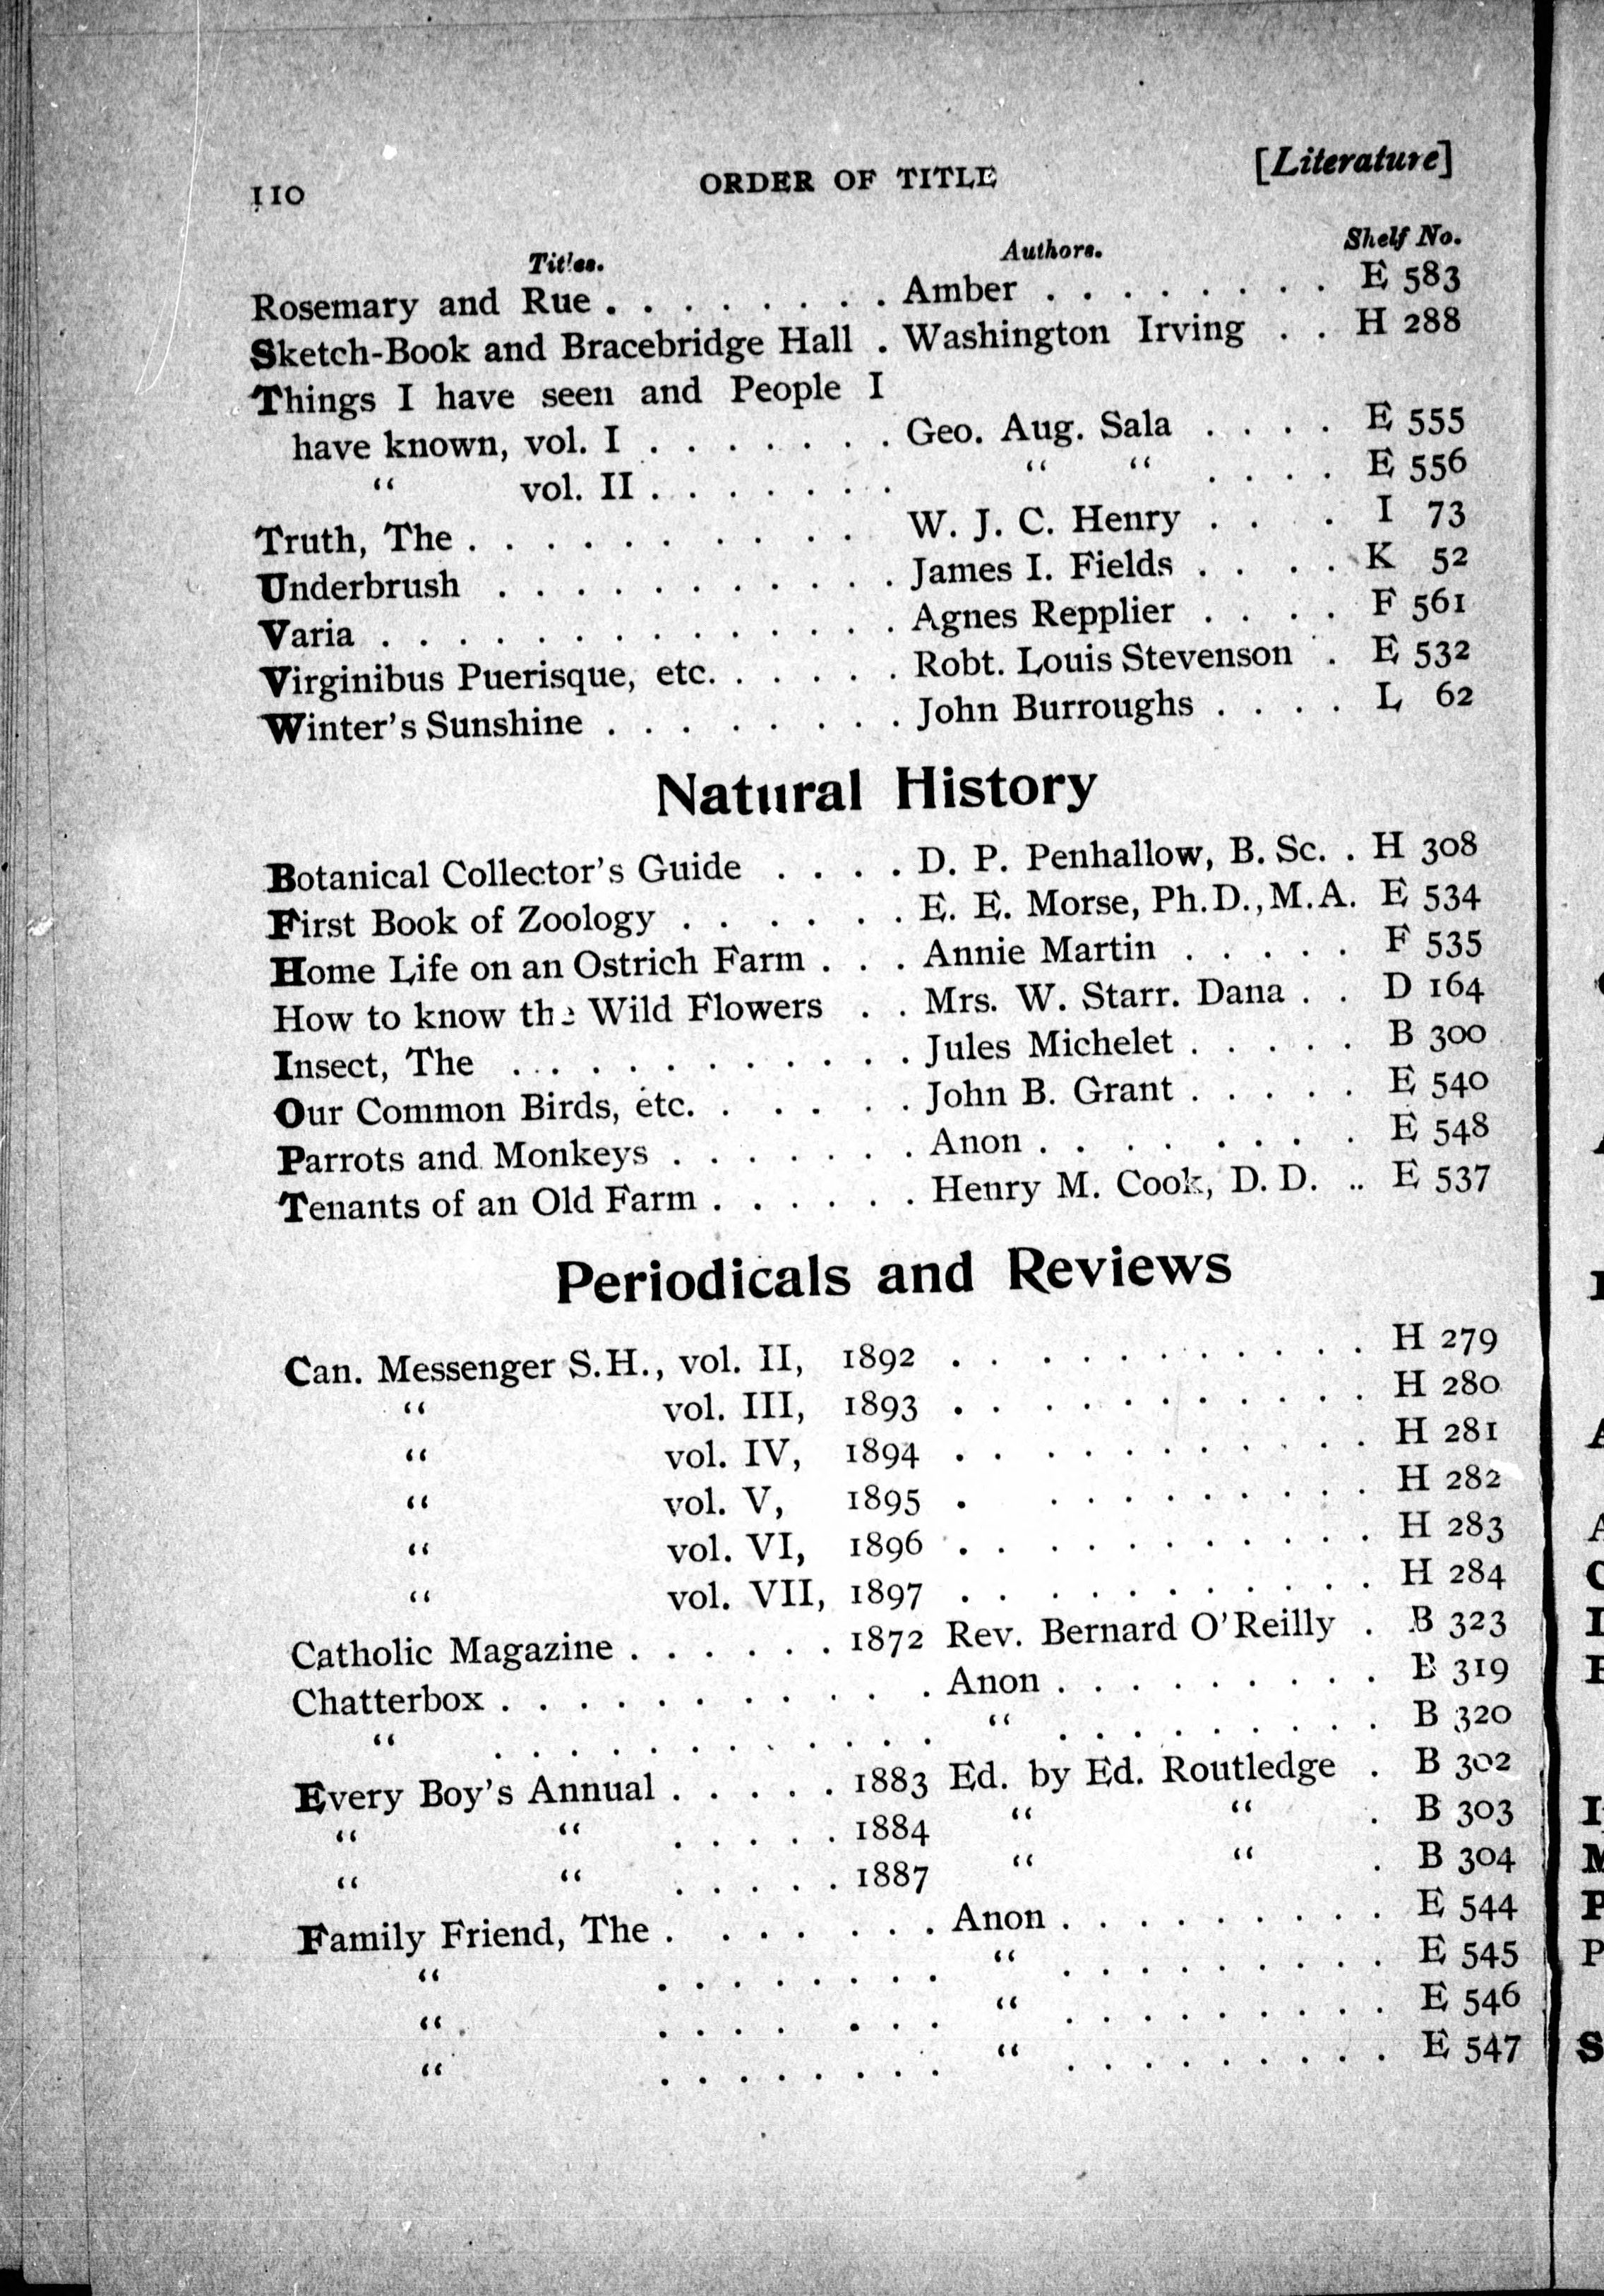 110 ORDER OF TITLE [Literature]
Titles. Authors. Shelf No.
Rosemary and Rue . . . . . . . . Amber . . . . . . . . E 583
Sketch-Book and Bracebridge Hall . Washington Irving . . H 288
Things I have seen and People I
have known, vol. I . . . . . . . Geo. Aug. Sala . . . . E 555
“ vol. II . . . . . . . “ “ . . . . E 556
Truth, The . . . . . . . . . . . W. J. C. Henry . . . I 73
Underbrush . . . . . . . . . . . James I. Fields . . . . K 52
Varia . . . . . . . . . . . . . . Agnes Repplier . . . . F 561
Virginibus Puerisque, etc. . . . . . Robt. Louis Stevenson . E 532
Winter's Sunshine . . . . . . . . John Burroughs . . . . L 62
Natural History
Botanical Collector's Guide . . . . D. P. Penhallow, B. Sc. . H 308
First Book of Zoology . . . . . . E. E. Morse, Ph.D., M.A. E 534
Home Life on an Ostrich Farm . . . Annie Martin . . . . . F 535
How to know the Wild Flowers . . Mrs. W. Starr. Dana . . D 164
Insect, The . . . . . . . . . . . Jules Michelet . . . . . B 300
Our Common Birds, etc. . . . . . John B. Grant . . . . . E 540
Parrots and Monkeys . . . . . . . Anon . . . . . . . . E 548
Tenants of an Old Farm . . . . . . Henry M. Cook, D. D. .. E 537
Periodicals and Reviews
Can. Messenger S.H., vol. II, 1892 . . . . . . . . . . . H 279
“ vol. III, 1893 . . . . . . . . . . . H 280
“ vol. IV, 1894 . . . . . . . . . . . H 281
“ vol. V, 1895 . . . . . . . . . . H 282
“ vol. VI, 1896 . . . . . . . . . . . H 283
“ vol. VII, 1897 . . . . . . . . . . . H 284
Catholic Magazine . . . . . . 1872 Rev. Bernard O'Reilly . B 323
Chatterbox . . . . . . . . . . . . Anon . . . . . . . . . B 319
“ . . . . . . . . . . . . “ . . . . . . . . . B 320
Every Boy's Annual . . . . . 1883 Ed. by Ed. Routledge . B 302
“ “ . . . . . 1884 “ “ . B 303
“ “ . . . . . 1887 “ “ . B 304
Family Friend, The . . . . . . . Anon . . . . . . . . . E 544
“ . . . . . . . . “ . . . . . . . . . E 545
“ . . . . . . . “ . . . . . . . . . E 546
“ . . . . . . . . “ . . . . . . . . . E 547